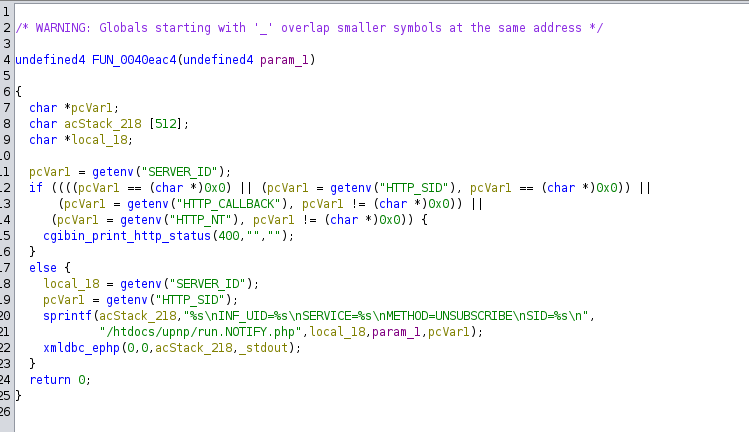 1
2 /* WARNING: Globals starting with '_' overlap smaller symbols at the same address */
3
4 undefined4 FUN_0040eac4(undefined4 param_1)
5
6 {
7   char *pcVar1;
8   char acStack_218 [512];
9   char *local_18;
10
11   pcVar1 = getenv("SERVER_ID");
12   if ((((pcVar1 == (char *)0x0) || (pcVar1 = getenv("HTTP_SID"), pcVar1 == (char *)0x0)) ||
13       (pcVar1 = getenv("HTTP_CALLBACK"), pcVar1 != (char *)0x0)) ||
14      (pcVar1 = getenv("HTTP_NT"), pcVar1 != (char *)0x0)) {
15     cgibin_print_http_status(400,"","");
16   }
17   else {
18     local_18 = getenv("SERVER_ID");
19     pcVar1 = getenv("HTTP_SID");
20     sprintf(acStack_218,"%s\nINF_UID=%s\nSERVICE=%s\nMETHOD=UNSUBSCRIBE\nSID=%s\n",
21             "/htdocs/upnp/run.NOTIFY.php",local_18,param_1,pcVar1);
22     xmldbc_ephp(0,0,acStack_218,_stdout);
23   }
24   return 0;
25 }
26